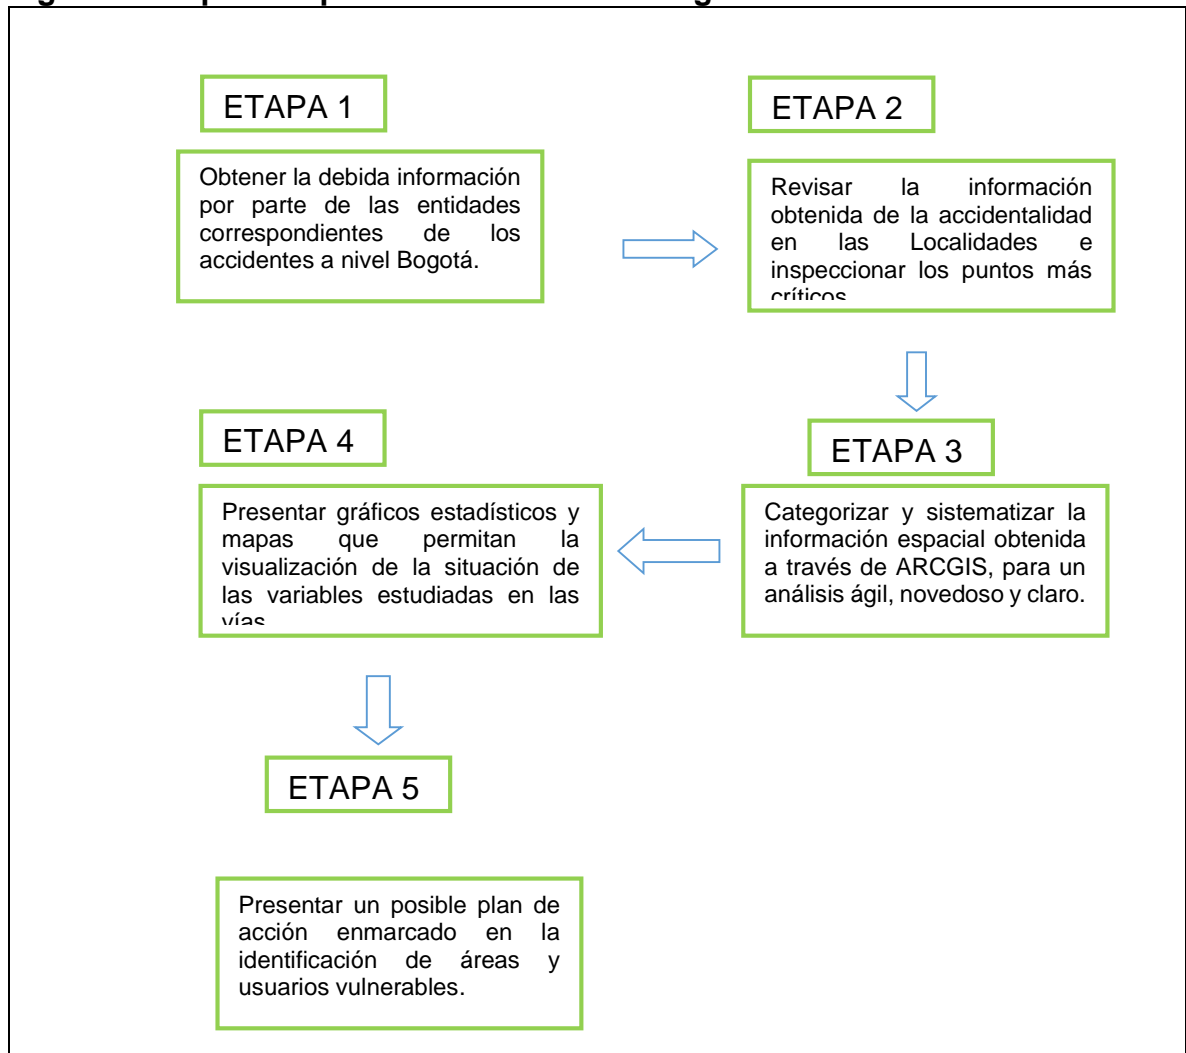 ETAPA 1
Obtener la debida información
por parte de las entidades
correspondientes de los
accidentes a nivel Bogotá.
ETAPA 2
Revisar la información
obtenida de la accidentalidad
en las Localidades e
inspeccionar los puntos más
críticos
ETAPA 3
Categorizar y sistematizar la
información espacial obtenida
a través de ARCGIS, para un
análisis ágil, novedoso y claro.
ETAPA 4
Presentar gráficos estadísticos y
mapas que permitan la
visualización de la situación de
las variables estudiadas en las
vías
ETAPA 5
Presentar un posible plan de
acción enmarcado en la
identificación de áreas y
usuarios vulnerables.